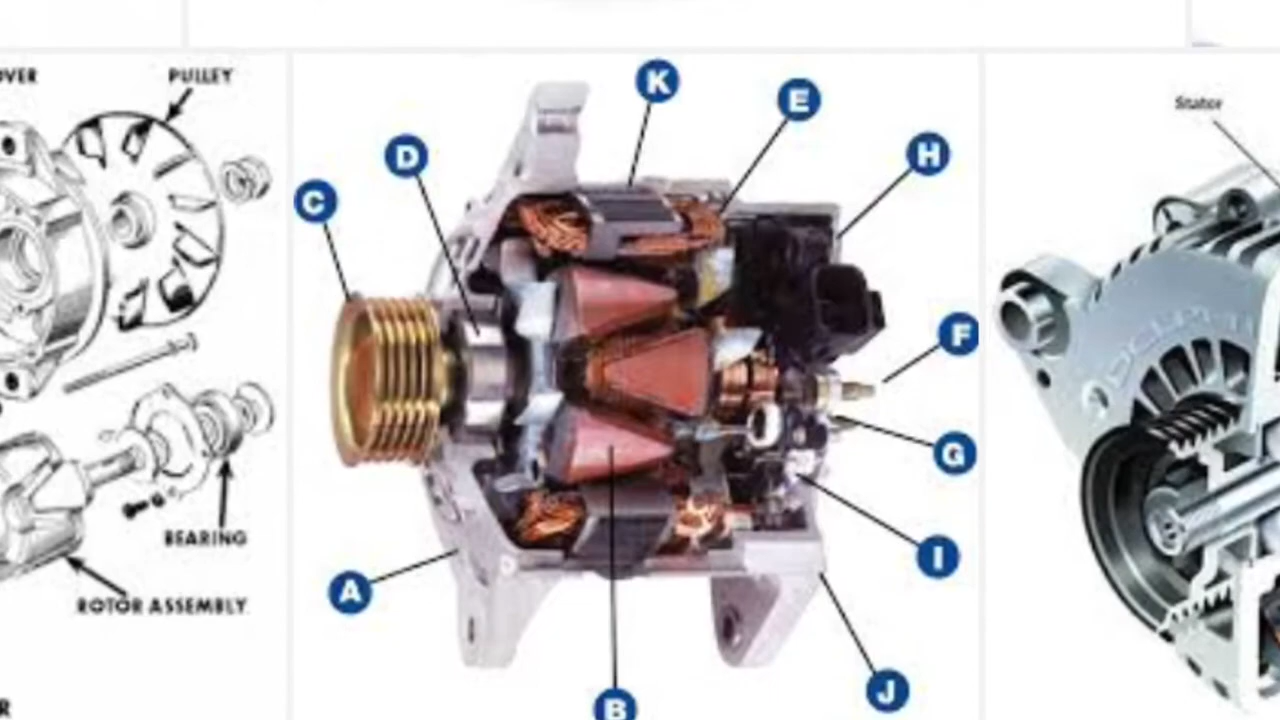 OVER
PULLEY
BEARING
ROTOR ASSEMBLY
R
K
E
D
H
C
F
G
I
A
J
B
Stator